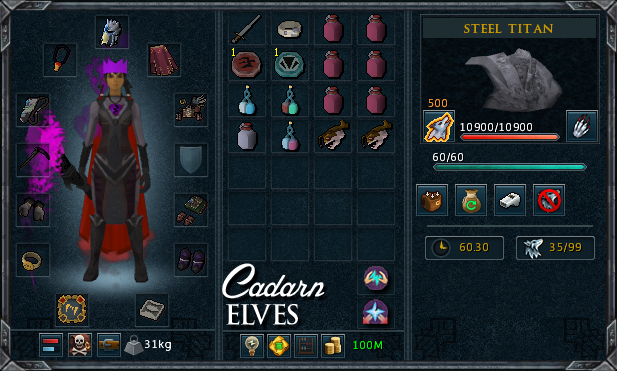 STEEL TITAN
1
1
500
10900/10900
60/60
60.30
35/99
Cadarn
ELVES
31kg
100M